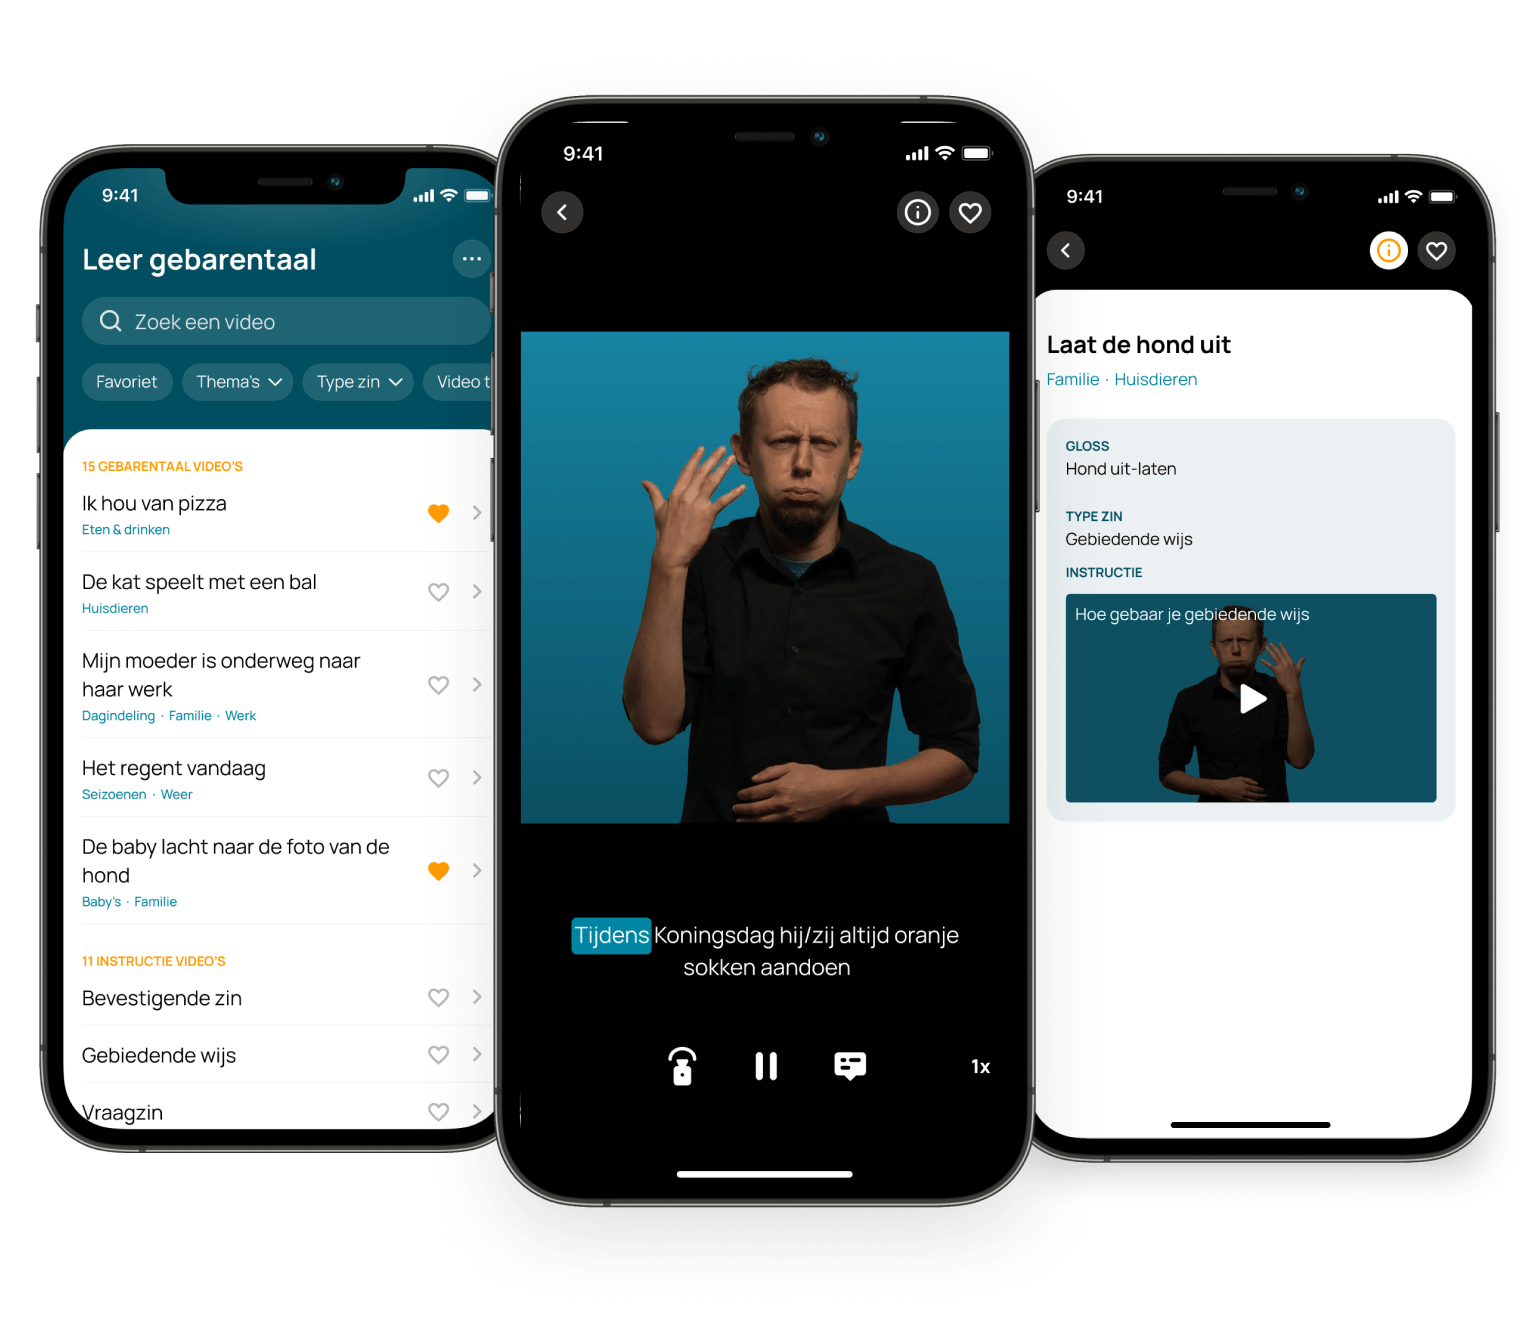 9:41
Leer gebarentaal
Zoek een video
Favoriet
Thema's
Type zin
Video t
15 GEBARENTAAL VIDEO'S
Ik hou van pizza
Eten & drinken
De kat speelt met een bal
Huisdieren
Mijn moeder is onderweg naar
haar werk
Dagindeling · Familie · Werk
Het regent vandaag
Seizoenen · Weer
De baby lacht naar de foto van de
hond
Baby's · Familie
11 INSTRUCTIE VIDEO'S
Bevestigende zin
Gebiedende wijs
Vraagzin
9:41
Tijdens Koningsdag hij/zij altijd oranje
sokken aandoen
1x
9:41
Laat de hond uit
Familie · Huisdieren
GLOSS
Hond uit-laten
TYPE ZIN
Gebiedende wijs
INSTRUCTIE
Hoe gebaar je gebiedende wijs